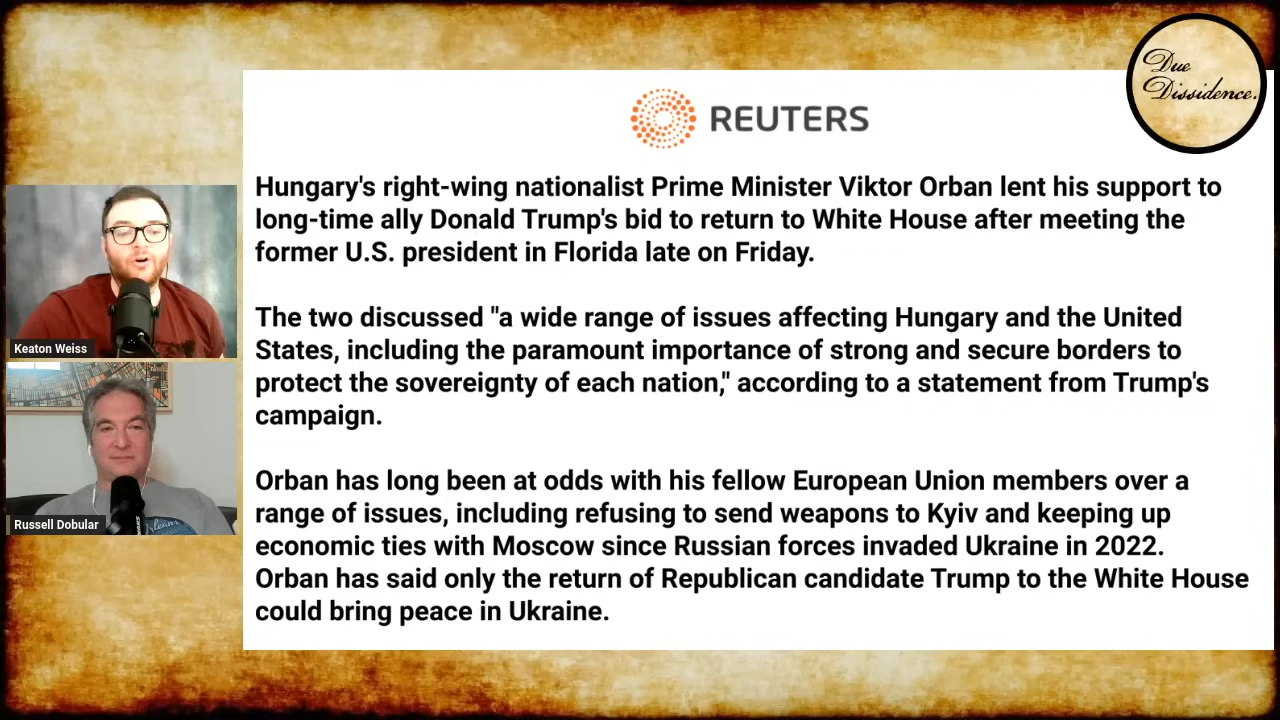 Due
Dissidence.
REUTERS
Hungary's right-wing nationalist Prime Minister Viktor Orban lent his support to
long-time ally Donald Trump's bid to return to White House after meeting the
former U.S. president in Florida late on Friday.
The two discussed "a wide range of issues affecting Hungary and the United
States, including the paramount importance of strong and secure borders to
protect the sovereignty of each nation," according to a statement from Trump's
campaign.
Orban has long been at odds with his fellow European Union members over a
range of issues, including refusing to send weapons to Kyiv and keeping up
economic ties with Moscow since Russian forces invaded Ukraine in 2022.
Orban has said only the return of Republican candidate Trump to the White House
could bring peace in Ukraine.
Keaton Weiss
Russell Dobular